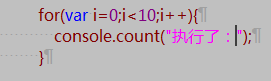 for(var i=0;i<10;i++){¶
console.count("执行了：");¶
}¶